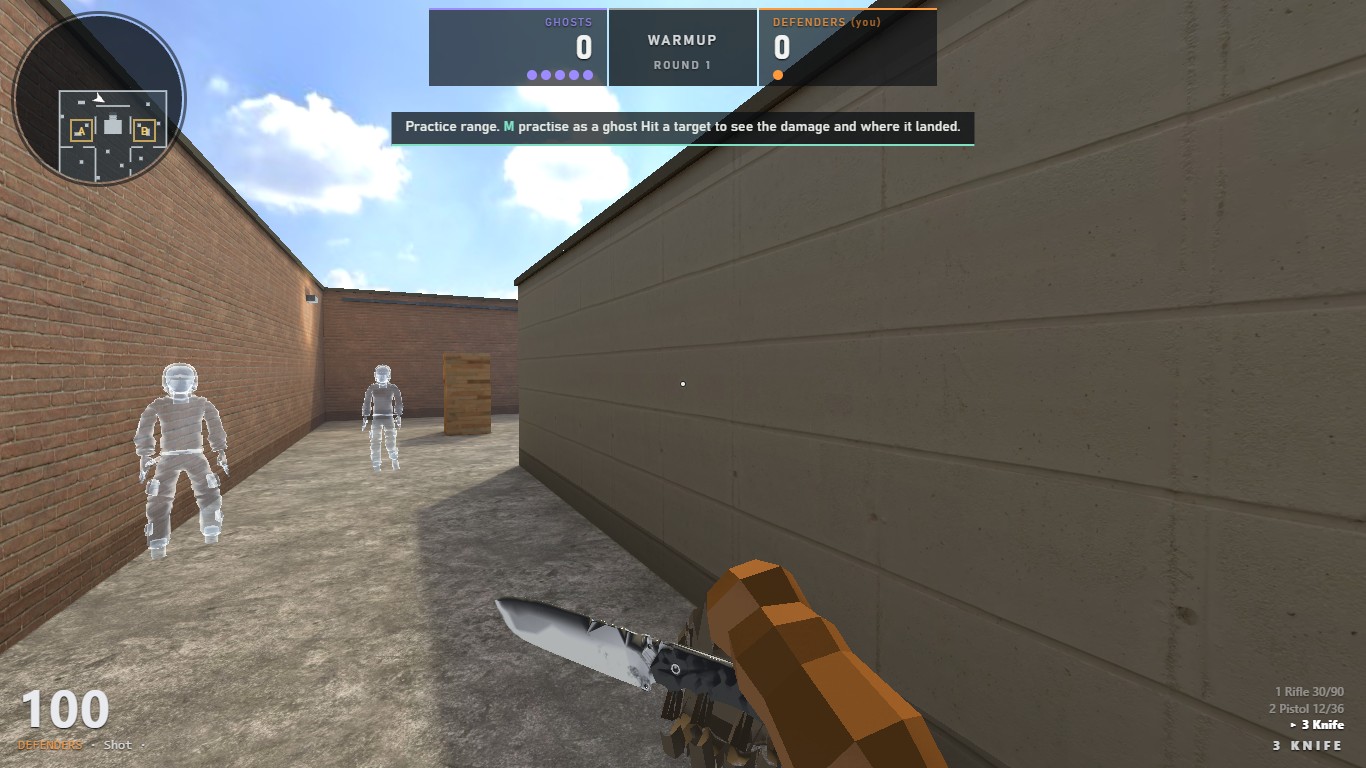 GHOSTS
0
WARMUP
ROUND 1
DEFENDERS (you)
0
A
B
Practice range. M practise as a ghost Hit a target to see the damage and where it landed.
100
DEFENDERS · Shot ·
1 Rifle 30/90
2 Pistol 12/36
▸ 3 Knife
3 KNIFE